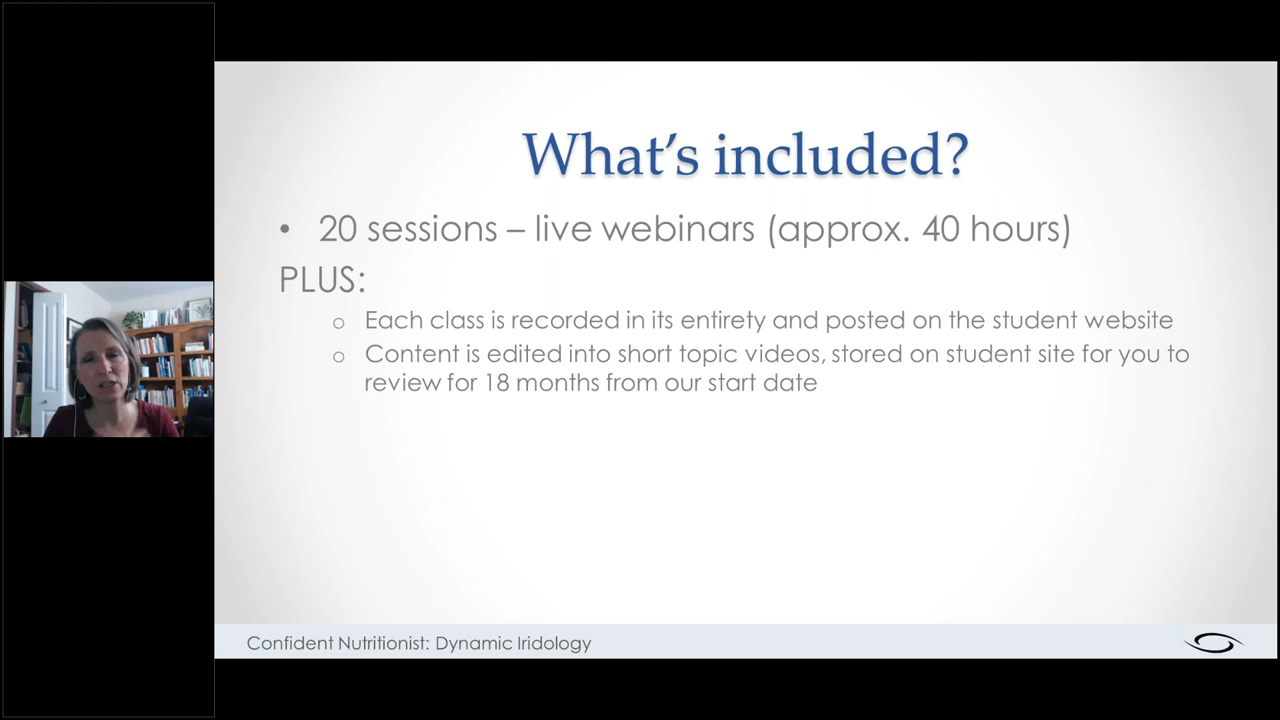 What's included?
• 20 sessions – live webinars (approx. 40 hours)
PLUS:
o Each class is recorded in its entirety and posted on the student website
o Content is edited into short topic videos, stored on student site for you to
review for 18 months from our start date
Confident Nutritionist: Dynamic Iridology